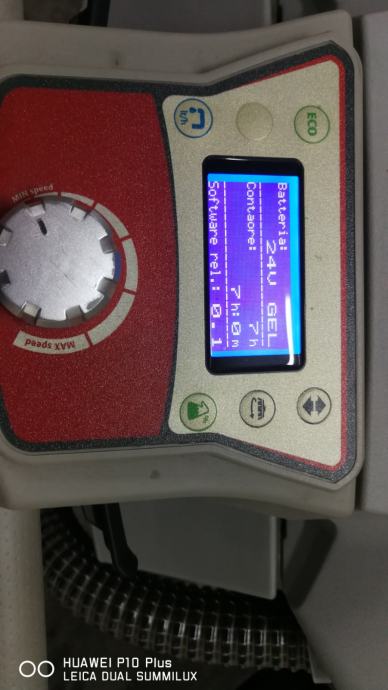 ECO
lt/h
Batteria:
24V GEL
7h
Contaore:
7h:0m
Software rel.: 0.1
%
MIN speed
MAX speed
HUAWEI P10 Plus
LEICA DUAL SUMMILUX